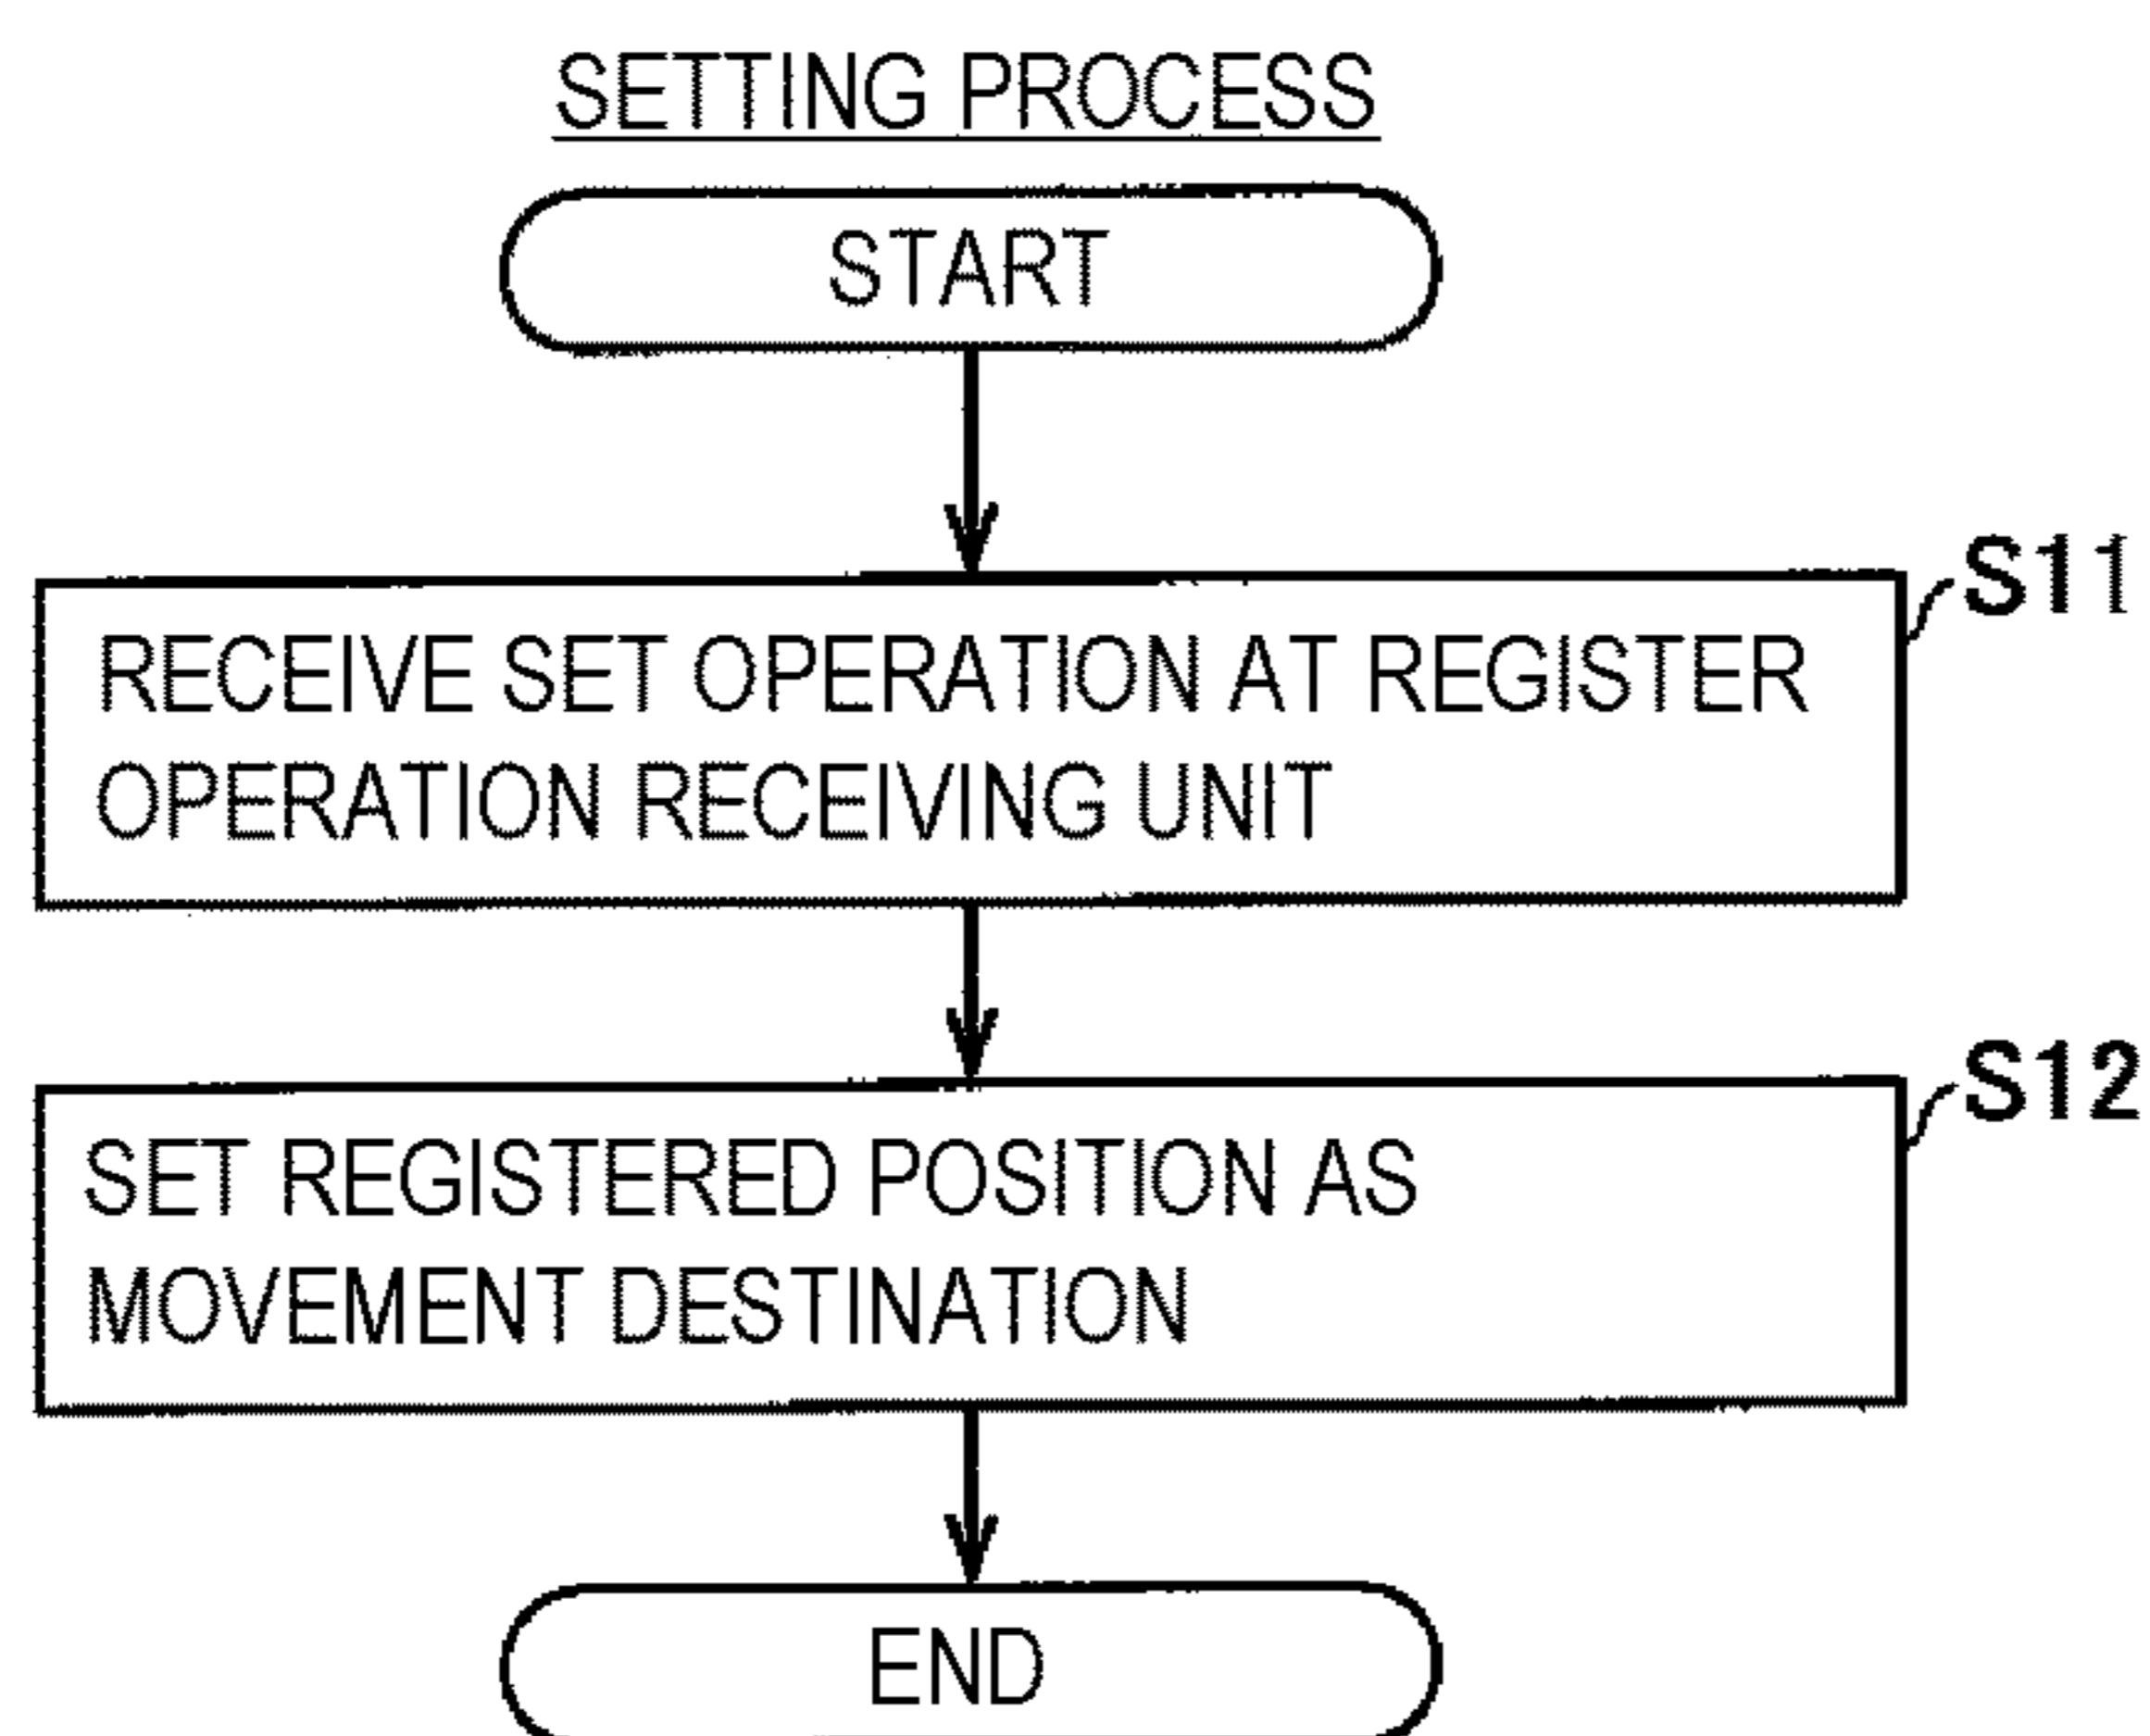 SETTING PROCESS
START
S11
RECEIVE SET OPERATION AT REGISTER
OPERATION RECEIVING UNIT
S12
SET REGISTERED POSITION AS
MOVEMENT DESTINATION
END